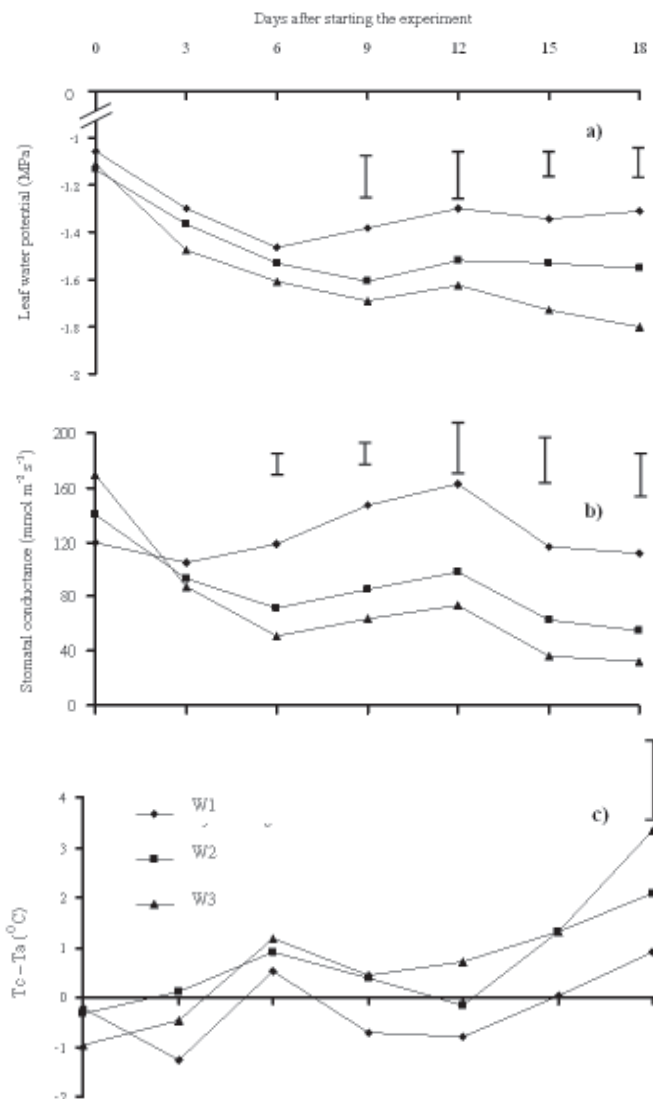 Days after starting the experiment
0 3 6 9 12 15 18
O
-1
-1.2
-1.4
-1.6
-1.8
-2
Leaf water potential (MPa)
a)
200
160
120
80
40
0
Stomatal conductance (mmol m⁻² s⁻¹)
b)
4
3
2
1
0
-1
-2
Tc – Ta (⁰C)
c)
W1
W2
W3